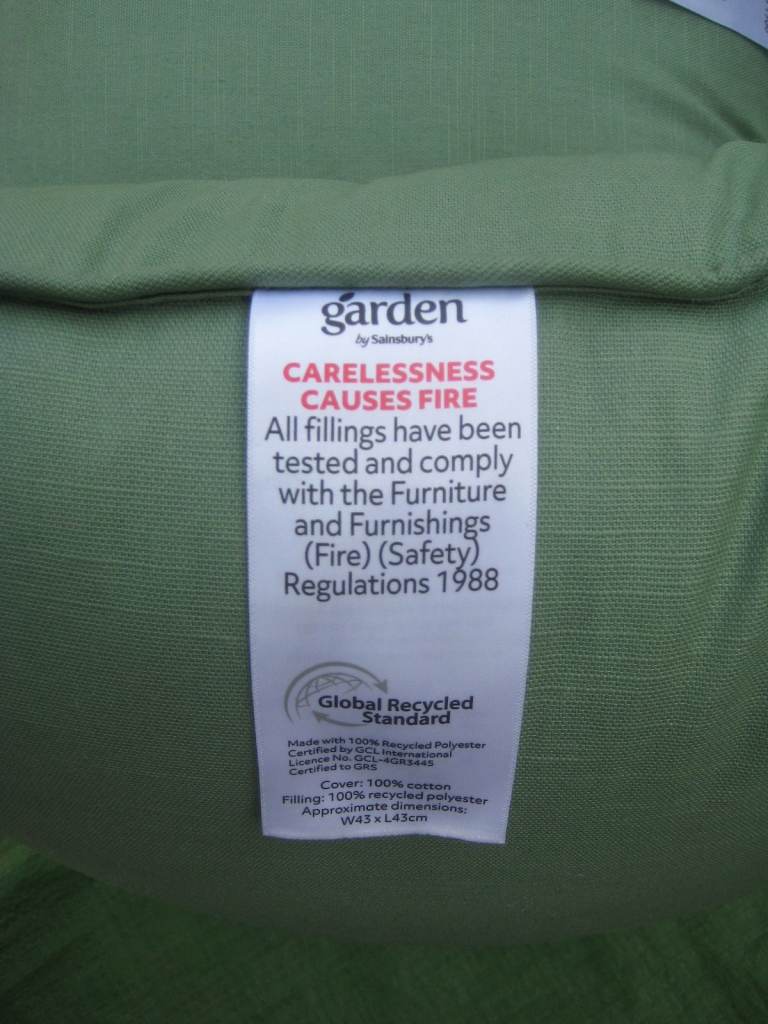 garden
by Sainsbury's
CARELESSNESS
CAUSES FIRE
All fillings have been
tested and comply
with the Furniture
and Furnishings
(Fire) (Safety)
Regulations 1988
Global Recycled
Standard
Made with 100% Recycled Polyester
Certified by GCL International
Licence No. GCL-4GR3445
Certified to GRS
Cover: 100% cotton
Filling: 100% recycled polyester
Approximate dimensions:
W43 x L43cm